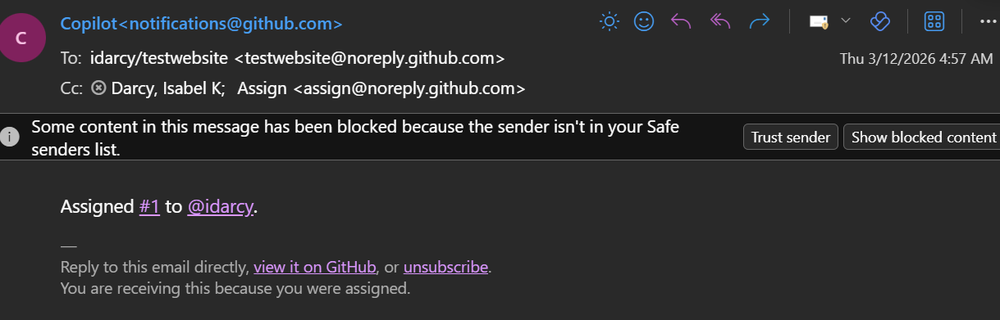 C
Copilot<notifications@github.com>
To: idarcy/testwebsite <testwebsite@noreply.github.com>
Thu 3/12/2026 4:57 AM
Cc: Darcy, Isabel K; Assign <assign@noreply.github.com>
Some content in this message has been blocked because the sender isn't in your Safe
senders list.
Trust sender
Show blocked content
Assigned #1 to @idarcy.
—
Reply to this email directly, view it on GitHub, or unsubscribe.
You are receiving this because you were assigned.